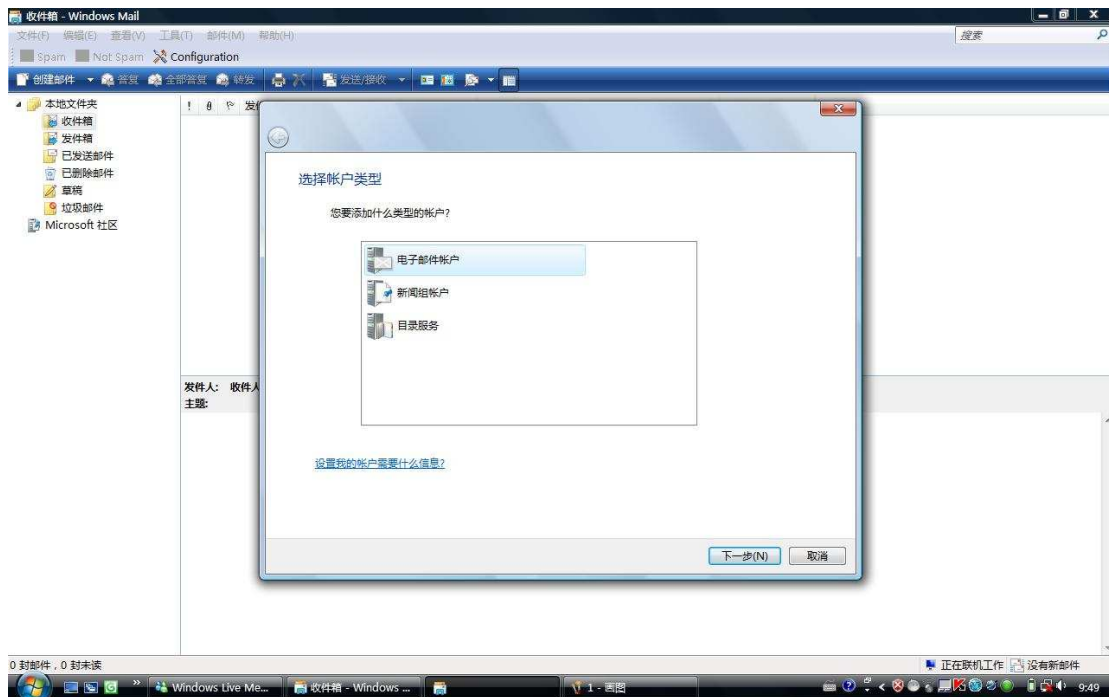 收件箱 - Windows Mail
文件(F) 编辑(E) 查看(V) 工具(T) 邮件(M) 帮助(H)
搜索
Spam Not Spam Configuration
创建邮件 答复 全部答复 转发 发送/接收
本地文件夹
收件箱
发件箱
已发送邮件
已删除邮件
草稿
垃圾邮件
Microsoft 社区
! 发件
选择帐户类型
您要添加什么类型的帐户?
电子邮件帐户
新闻组帐户
目录服务
设置我的帐户需要什么信息?
下一步(N) 取消
发件人: 收件人
主题:
0 封邮件，0 封未读
正在联机工作 没有新邮件
Windows Live Me... 收件箱 - Windows ... 1 - 画图 9:49